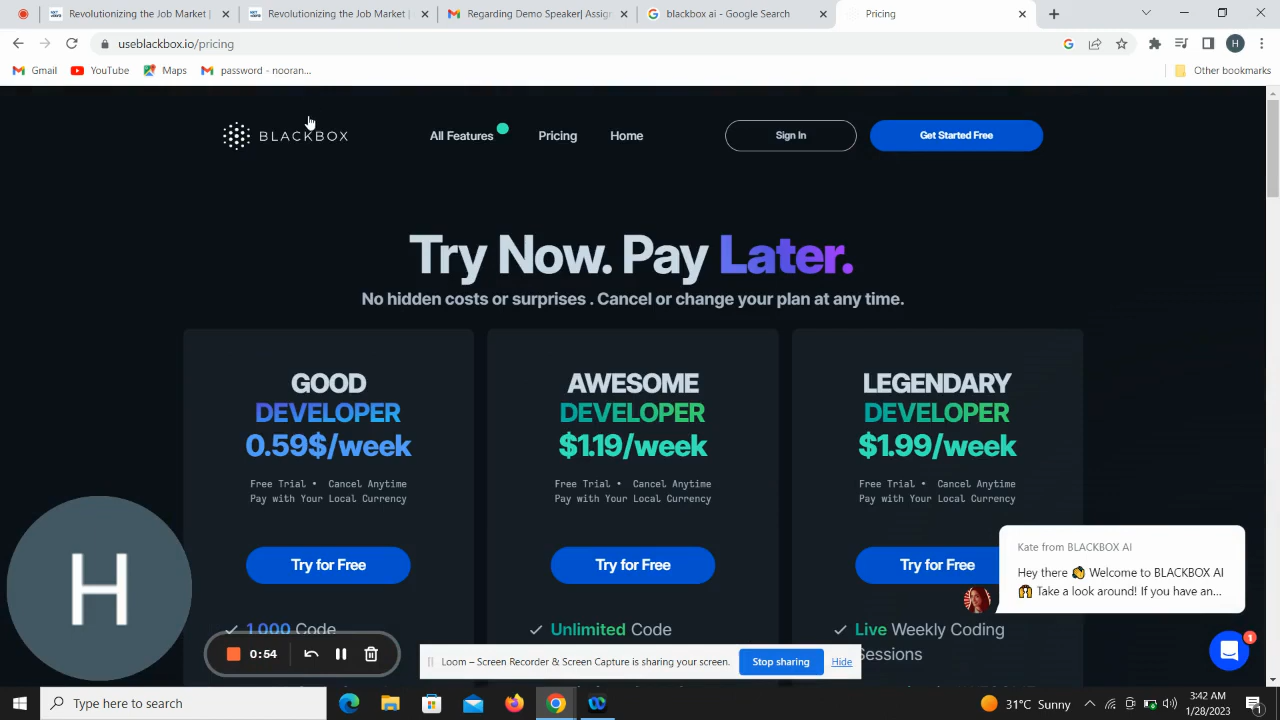 Revolutionizing the Job Market |
Revolutionizing the Job Market |
Regarding Demo Speaker| Assign
blackbox ai - Google Search
Pricing
useblackbox.io/pricing
H
Gmail
YouTube
Maps
password - nooran...
Other bookmarks
BLACKBOX
All Features
Pricing
Home
Sign In
Get Started Free
Try Now. Pay Later.
No hidden costs or surprises . Cancel or change your plan at any time.
GOOD
DEVELOPER
0.59$/week
Free Trial • Cancel Anytime
Pay with Your Local Currency
Try for Free
1000 Code
AWESOME
DEVELOPER
$1.19/week
Free Trial • Cancel Anytime
Pay with Your Local Currency
Try for Free
Unlimited Code
LEGENDARY
DEVELOPER
$1.99/week
Free Trial • Cancel Anytime
Pay with Your Local Currency
Try for Free
Live Weekly Coding
Sessions
Kate from BLACKBOX AI
Hey there 👋 Welcome to BLACKBOX AI
🙌 Take a look around! If you have an...
1
H
0:54
Loom – Screen Recorder & Screen Capture is sharing your screen.
Stop sharing
Hide
Type here to search
31°C Sunny
3:42 AM
1/28/2023
1